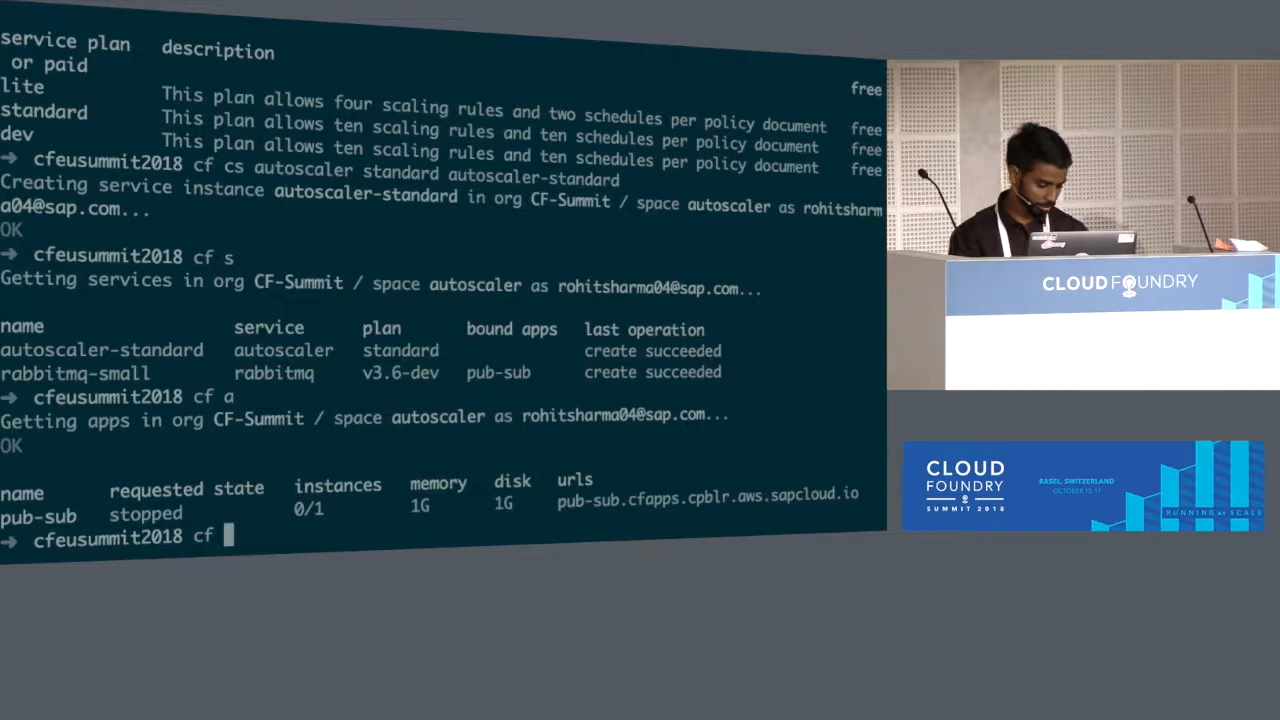 service plan   description
or paid
free
lite   This plan allows four scaling rules and two schedules per policy document   free
standard   This plan allows ten scaling rules and ten schedules per policy document   free
dev   This plan allows ten scaling rules and ten schedules per policy document   free
➜ cfeusummit2018 cf cs autoscaler standard autoscaler-standard
Creating service instance autoscaler-standard in org CF-Summit / space autoscaler as rohitsharm
a04@sap.com...
OK
➜ cfeusummit2018 cf s
Getting services in org CF-Summit / space autoscaler as rohitsharma04@sap.com...
name   service   plan   bound apps   last operation
autoscaler-standard   autoscaler   standard   create succeeded
rabbitmq-small   rabbitmq   v3.6-dev   pub-sub   create succeeded
➜ cfeusummit2018 cf a
Getting apps in org CF-Summit / space autoscaler as rohitsharma04@sap.com...
OK
name   requested state   instances   memory   disk   urls
pub-sub   stopped   0/1   1G   1G   pub-sub.cfapps.cpblr.aws.sapcloud.io
➜ cfeusummit2018 cf
CLOUD FOUNDRY
CLOUD
FOUNDRY
SUMMIT 2018
BASEL, SWITZERLAND
OCTOBER 10-11
RUNNING AT SCALE